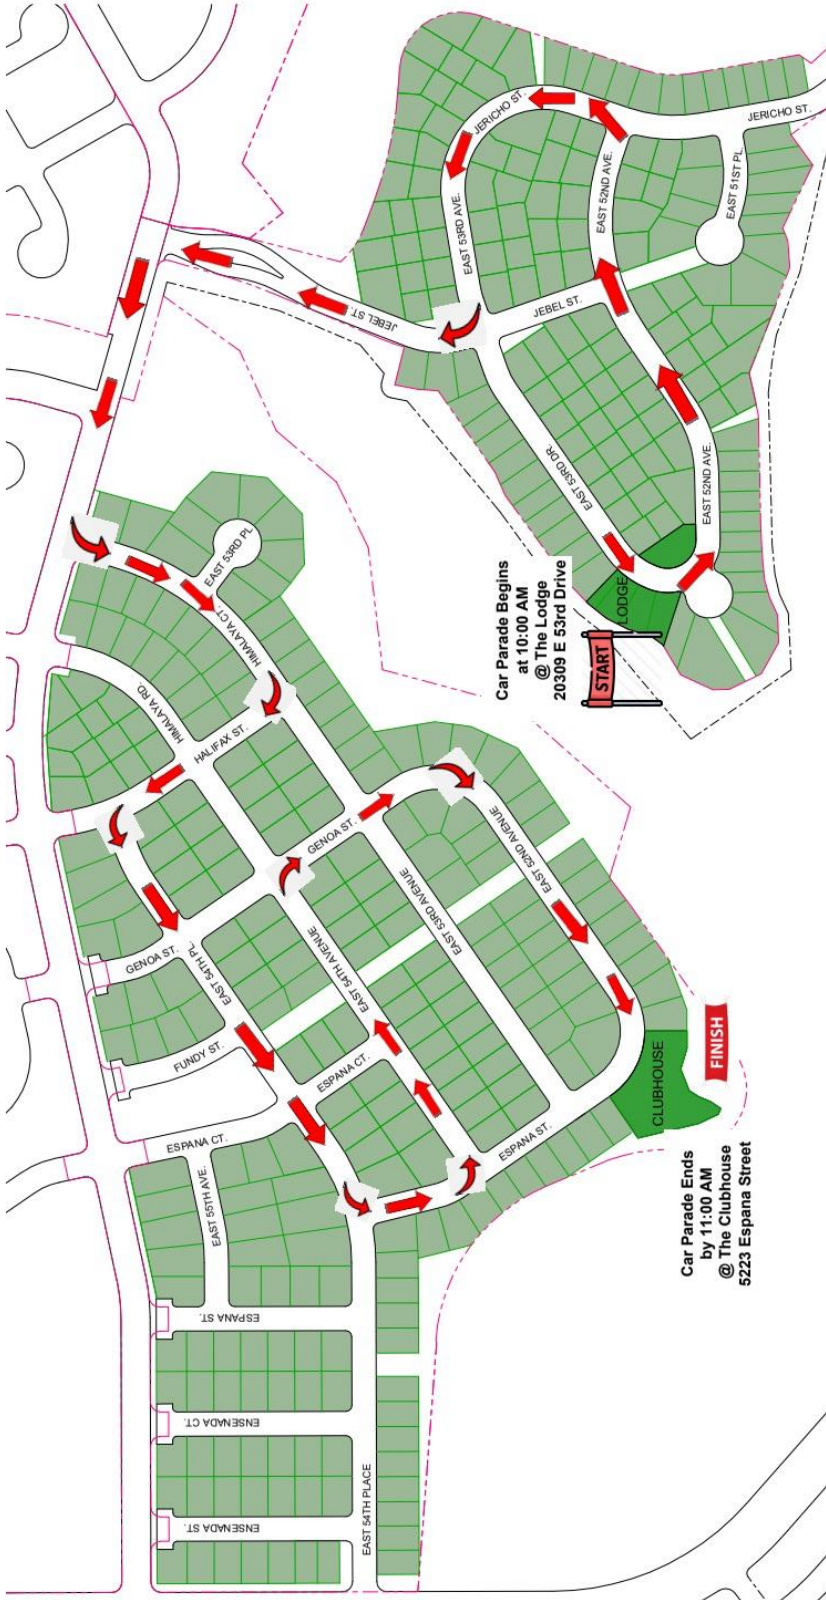 JERICHO ST.
JERICHO ST.
EAST 51ST PL.
EAST 52ND AVE.
EAST 53RD AVE.
JEBEL ST.
JEBEL ST.
EAST 53RD DR.
EAST 52ND AVE.
LODGE
START
Car Parade Begins
at 10:00 AM
@ The Lodge
20309 E 53rd Drive
EAST 53RD PL
HIMALAYA CT.
HIMALAYA RD.
HALIFAX ST.
GENOA ST.
GENOA ST.
EAST 52ND AVENUE
EAST 53RD AVENUE
EAST 54TH AVENUE
EAST 54TH PL.
FUNDY ST.
ESPANA CT.
ESPANA CT.
ESPANA ST.
CLUBHOUSE
FINISH
Car Parade Ends
by 11:00 AM
@ The Clubhouse
5223 Espana Street
EAST 55TH AVE.
ESPANA ST.
ENSENADA CT.
ENSENADA ST.
EAST 54TH PLACE